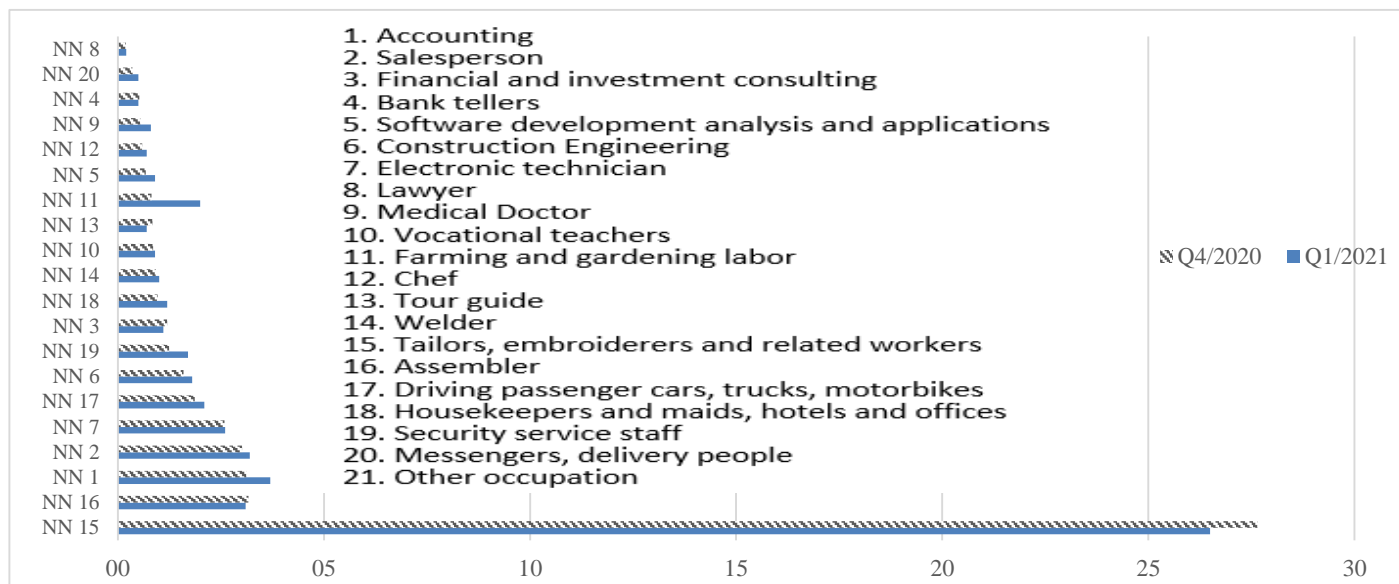 NN 8
NN 20
NN 4
NN 9
NN 12
NN 5
NN 11
NN 13
NN 10
NN 14
NN 18
NN 3
NN 19
NN 6
NN 17
NN 7
NN 2
NN 1
NN 16
NN 15
1. Accounting
2. Salesperson
3. Financial and investment consulting
4. Bank tellers
5. Software development analysis and applications
6. Construction Engineering
7. Electronic technician
8. Lawyer
9. Medical Doctor
10. Vocational teachers
11. Farming and gardening labor
12. Chef
13. Tour guide
14. Welder
15. Tailors, embroiderers and related workers
16. Assembler
17. Driving passenger cars, trucks, motorbikes
18. Housekeepers and maids, hotels and offices
19. Security service staff
20. Messengers, delivery people
21. Other occupation
Q4/2020 Q1/2021
00 05 10 15 20 25 30